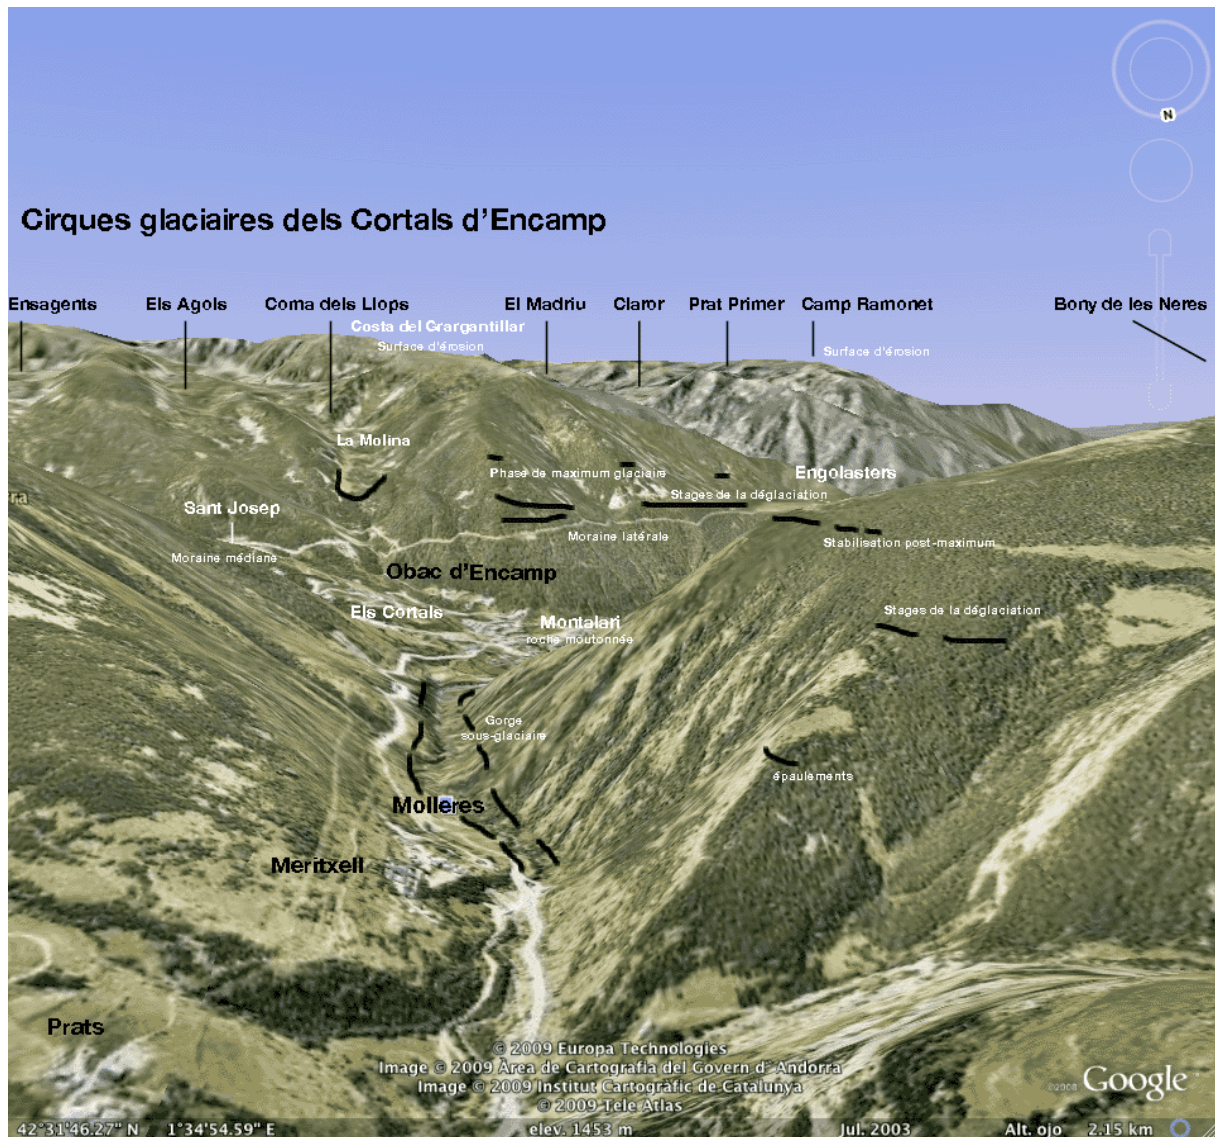 N
Cirques glaciaires dels Cortals d'Encamp
Ensagents
Els Agols
Coma dels Llops
El Madriu
Claror
Prat Primer
Camp Ramonet
Bony de les Neres
Costa del Grargantillar
Surface d'érosion
Surface d'érosion
La Molina
Phase de maximum glaciaire
Engolasters
Stages de la déglaciation
ra
Sant Josep
Moraine médiane
Moraine latérale
Stabilisation post-maximum
Obac d'Encamp
Els Cortals
Montalari
roche moutonnée
Stages de la déglaciation
Gorge
sous-glaciaire
épaulements
Molleres
Meritxell
Prats
© 2009 Europa Technologies
Image © 2009 Àrea de Cartografia del Govern d'Andorra
Image © 2009 Institut Cartogràfic de Catalunya
© 2009 Tele Atlas
©2008 Google™
42°31'46.27" N 1°34'54.59" E elev. 1453 m Jul. 2003 Alt. ojo 2.15 km